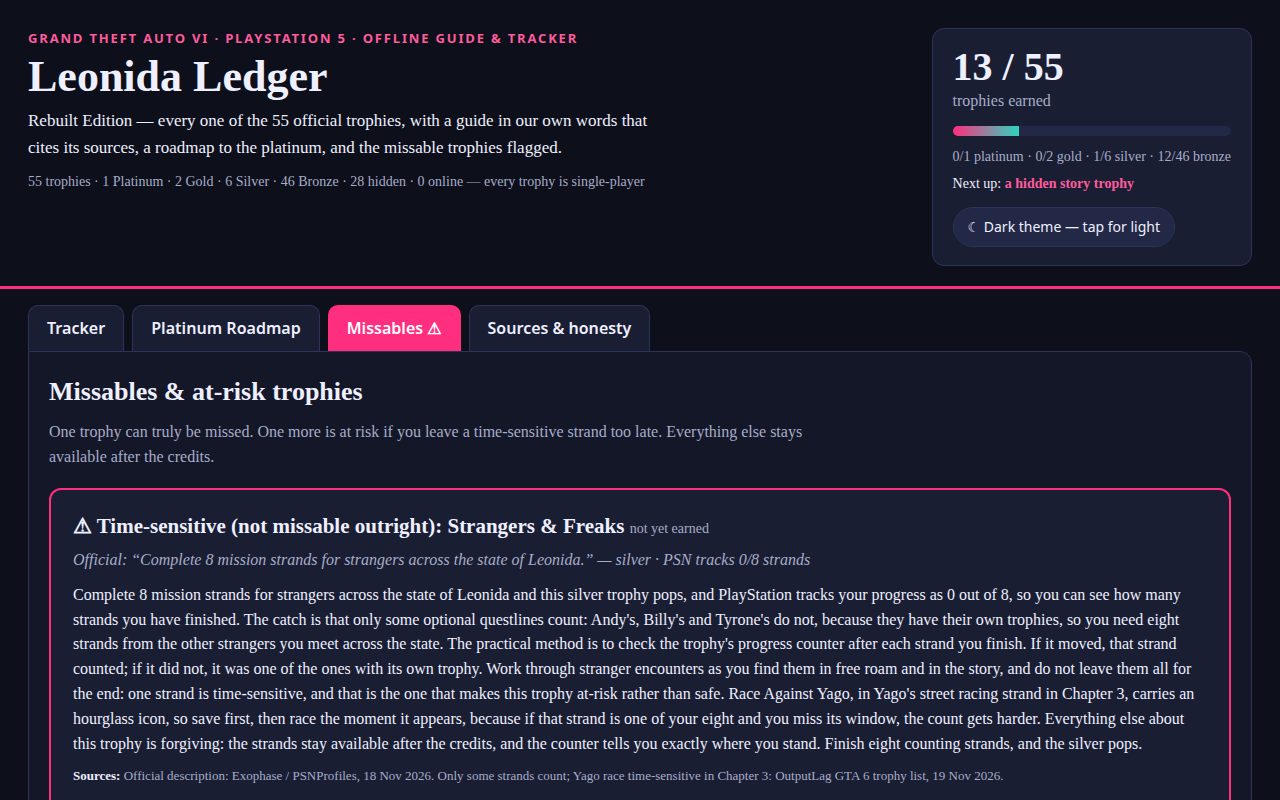 GRAND THEFT AUTO VI · PLAYSTATION 5 · OFFLINE GUIDE & TRACKER
Leonida Ledger
Rebuilt Edition — every one of the 55 official trophies, with a guide in our own words that
cites its sources, a roadmap to the platinum, and the missable trophies flagged.
55 trophies · 1 Platinum · 2 Gold · 6 Silver · 46 Bronze · 28 hidden · 0 online — every trophy is single-player
13 / 55
trophies earned
0/1 platinum · 0/2 gold · 1/6 silver · 12/46 bronze
Next up: a hidden story trophy
☾ Dark theme — tap for light
Tracker
Platinum Roadmap
Missables ⚠
Sources & honesty
Missables & at-risk trophies
One trophy can truly be missed. One more is at risk if you leave a time-sensitive strand too late. Everything else stays
available after the credits.
⚠ Time-sensitive (not missable outright): Strangers & Freaks not yet earned
Official: “Complete 8 mission strands for strangers across the state of Leonida.” — silver · PSN tracks 0/8 strands
Complete 8 mission strands for strangers across the state of Leonida and this silver trophy pops, and PlayStation tracks your progress as 0 out of 8, so you can see how many
strands you have finished. The catch is that only some optional questlines count: Andy's, Billy's and Tyrone's do not, because they have their own trophies, so you need eight
strands from the other strangers you meet across the state. The practical method is to check the trophy's progress counter after each strand you finish. If it moved, that strand
counted; if it did not, it was one of the ones with its own trophy. Work through stranger encounters as you find them in free roam and in the story, and do not leave them all for
the end: one strand is time-sensitive, and that is the one that makes this trophy at-risk rather than safe. Race Against Yago, in Yago's street racing strand in Chapter 3, carries an
hourglass icon, so save first, then race the moment it appears, because if that strand is one of your eight and you miss its window, the count gets harder. Everything else about
this trophy is forgiving: the strands stay available after the credits, and the counter tells you exactly where you stand. Finish eight counting strands, and the silver pops.
Sources: Official description: Exophase / PSNProfiles, 18 Nov 2026. Only some strands count; Yago race time-sensitive in Chapter 3: OutputLag GTA 6 trophy list, 19 Nov 2026.